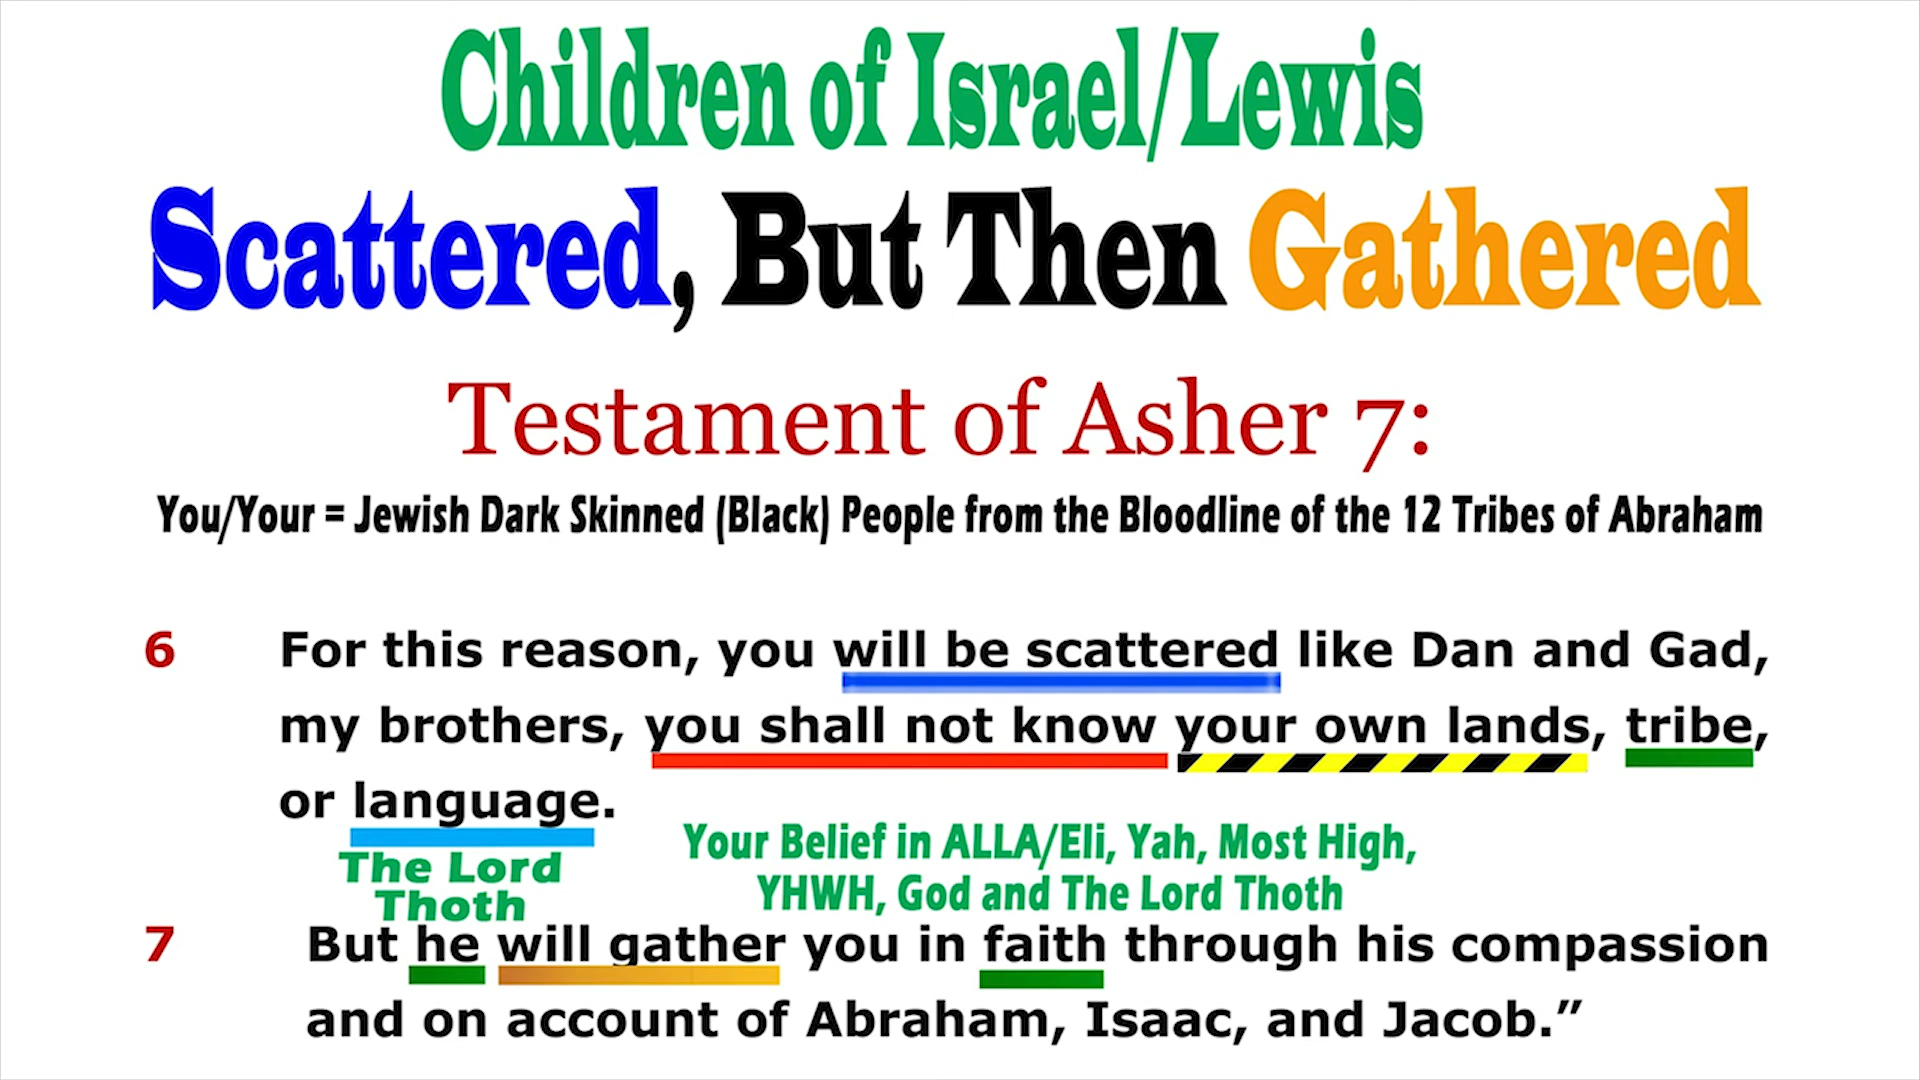 Children of Israel/Lewis
Scattered, But Then Gathered
Testament of Asher 7:
You/Your = Jewish Dark Skinned (Black) People from the Bloodline of the 12 Tribes of Abraham
6 For this reason, you will be scattered like Dan and Gad,
my brothers, you shall not know your own lands, tribe,
or language.
The Lord
Thoth
Your Belief in ALLA/Eli, Yah, Most High,
YHWH, God and The Lord Thoth
7 But he will gather you in faith through his compassion
and on account of Abraham, Isaac, and Jacob.”